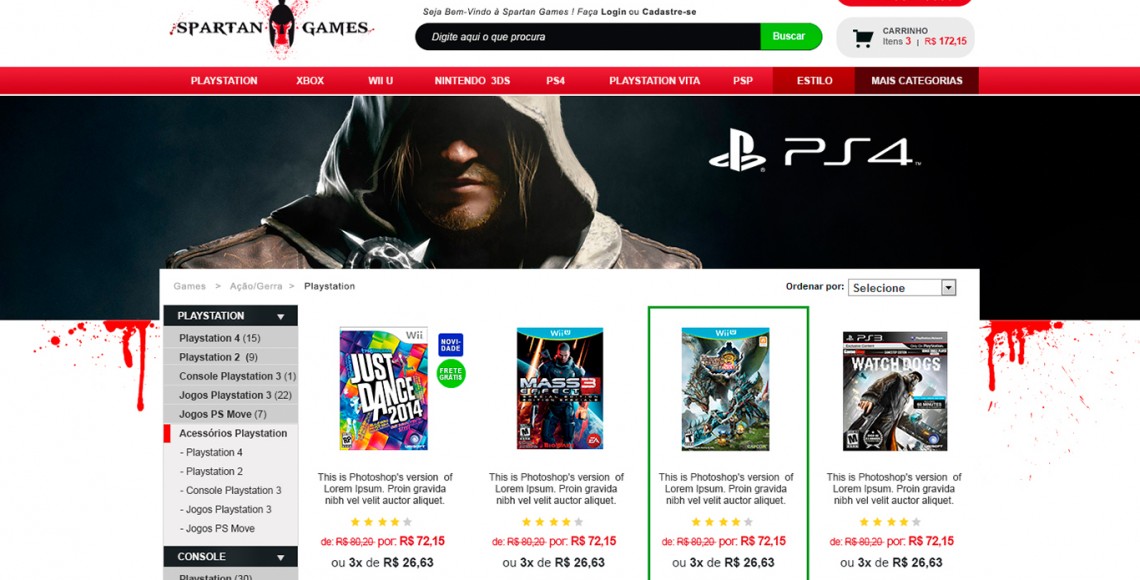 SPARTAN GAMES
Seja Bem-Vindo à Spartan Games ! Faça Login ou Cadastre-se
Digite aqui o que procura
Buscar
CARRINHO
Itens 3 | R$ 172,15
PLAYSTATION XBOX WII U NINTENDO 3DS PS4 PLAYSTATION VITA PSP ESTILO MAIS CATEGORIAS
PS4
Games > Ação/Gerra > Playstation
Ordenar por: Selecione
PLAYSTATION
Playstation 4 (15)
Playstation 2 (9)
Console Playstation 3 (1)
Jogos Playstation 3 (22)
Jogos PS Move (7)
Acessórios Playstation
- Playstation 4
- Playstation 2
- Console Playstation 3
- Jogos Playstation 3
- Jogos PS Move
CONSOLE
Playstation (30)
Wii
JUST
DANCE
2014
NOVI-
DADE
FRETE
GRÁTIS
This is Photoshop's version of
Lorem Ipsum. Proin gravida
nibh vel velit auctor aliquet.
de: R$ 80,20 por: R$ 72,15
ou 3x de R$ 26,63
Wii U
MASS
EFFECT 3
EA
This is Photoshop's version of
Lorem Ipsum. Proin gravida
nibh vel velit auctor aliquet.
de: R$ 80,20 por: R$ 72,15
ou 3x de R$ 26,63
Wii U
This is Photoshop's version of
Lorem Ipsum. Proin gravida
nibh vel velit auctor aliquet.
de: R$ 80,20 por: R$ 72,15
ou 3x de R$ 26,63
PS3
WATCH DOGS
This is Photoshop's version of
Lorem Ipsum. Proin gravida
nibh vel velit auctor aliquet.
de: R$ 80,20 por: R$ 72,15
ou 3x de R$ 26,63